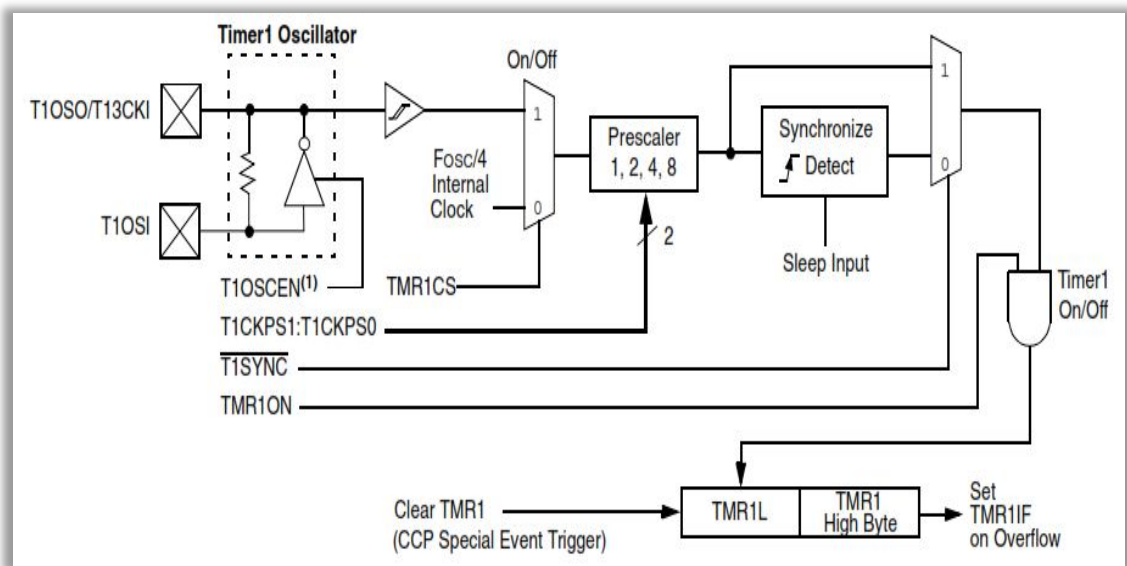 Timer1 Oscillator
On/Off
T1OSO/T13CKI
1
1
Prescaler
1, 2, 4, 8
Synchronize
Detect
FOSC/4
Internal
Clock
0
0
T1OSI
2
Sleep Input
T1OSCEN(1)
TMR1CS
Timer1
On/Off
T1CKPS1:T1CKPS0
T1SYNC
TMR1ON
Clear TMR1
(CCP Special Event Trigger)
TMR1L
TMR1
High Byte
Set
TMR1IF
on Overflow